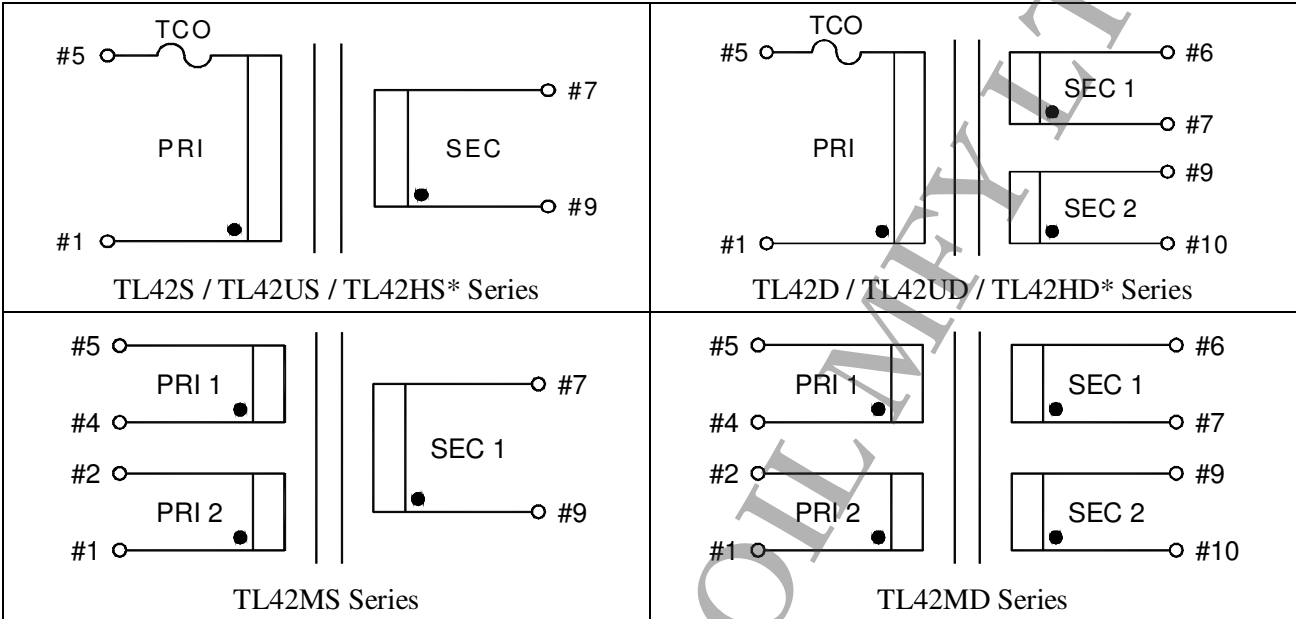 TCO
#5
#7
PRI
SEC
#9
#1
TL42S / TL42US / TL42HS* Series
TCO
#5
#6
SEC 1
#7
PRI
#9
SEC 2
#1
#10
TL42D / TL42UD / TL42HD* Series
#5
PRI 1
#7
#4
SEC 1
#2
PRI 2
#9
#1
TL42MS Series
#5
#6
PRI 1
SEC 1
#4
#7
#2
#9
PRI 2
SEC 2
#1
#10
TL42MD Series
OIL MFY LT